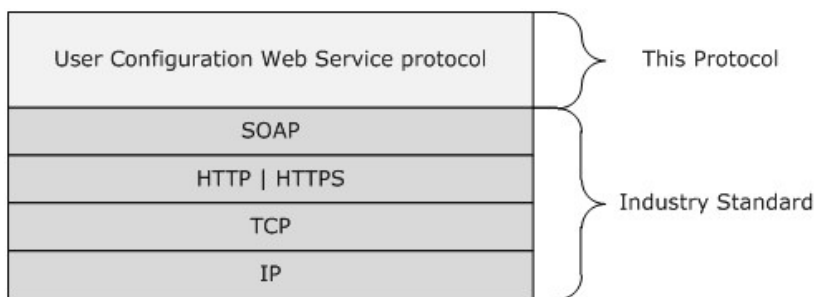 User Configuration Web Service protocol
This Protocol
SOAP
HTTP | HTTPS
TCP
IP
Industry Standard